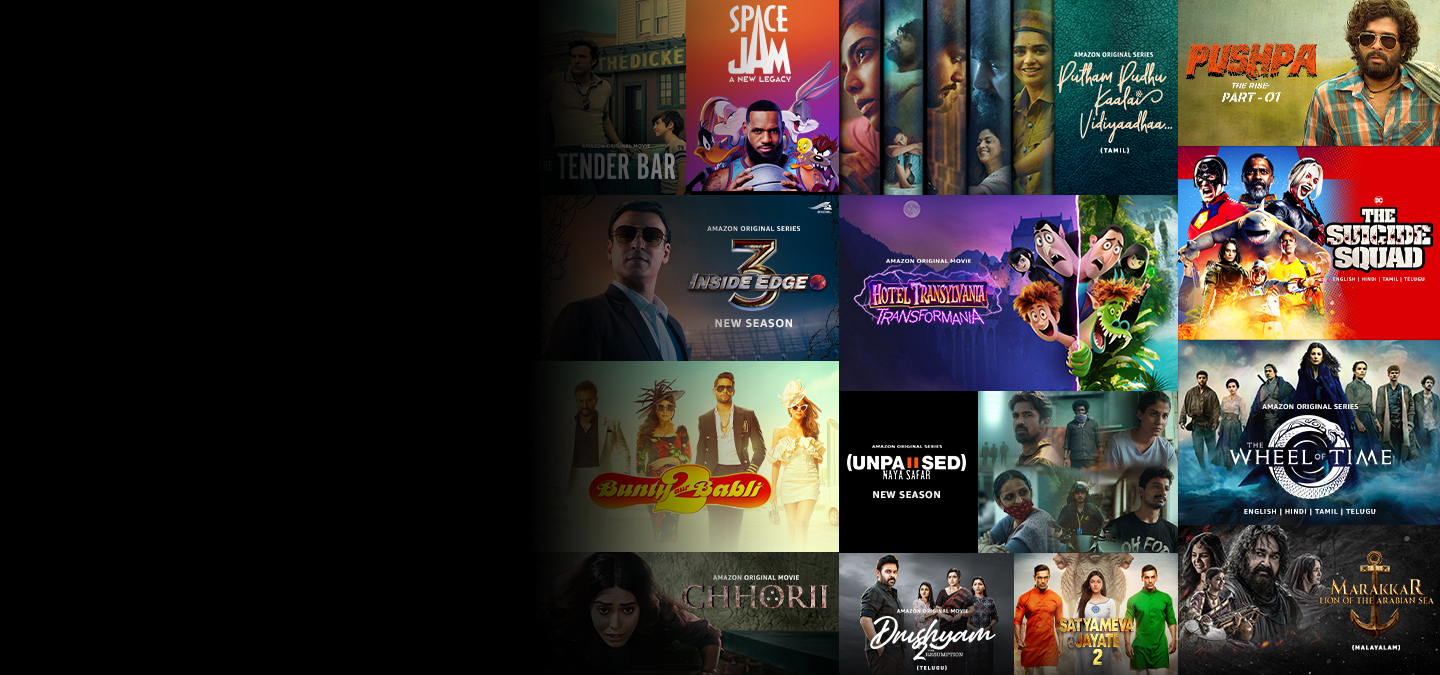 THEDICKE
AMAZON ORIGINAL MOVIE
THE TENDER BAR
SPACE
JAM
A NEW LEGACY
AMAZON ORIGINAL SERIES
Putham Pudhu
Kaalai
Vidiyaadhaa...
(TAMIL)
PUSHPA
THE RISE
PART - 01
DC
THE
SUICIDE
SQUAD
ENGLISH | HINDI | TAMIL | TELUGU
AMAZON ORIGINAL SERIES
3
INSIDE EDGE
NEW SEASON
AMAZON ORIGINAL MOVIE
HOTEL TRANSYLVANIA
TRANSFORMANIA
AMAZON ORIGINAL SERIES
THE
WHEEL OF TIME
ENGLISH | HINDI | TAMIL | TELUGU
Bunty aur Babli
2
AMAZON ORIGINAL SERIES
(UNPAUSED)
NAYA SAFAR
NEW SEASON
OH FOR
AMAZON ORIGINAL MOVIE
CHHORII
AMAZON ORIGINAL MOVIE
Drushyam
2
THE RESUMPTION
(TELUGU)
SATYAMEVA
JAYATE
2
MARAKKAR
LION OF THE ARABIAN SEA
(MALAYALAM)